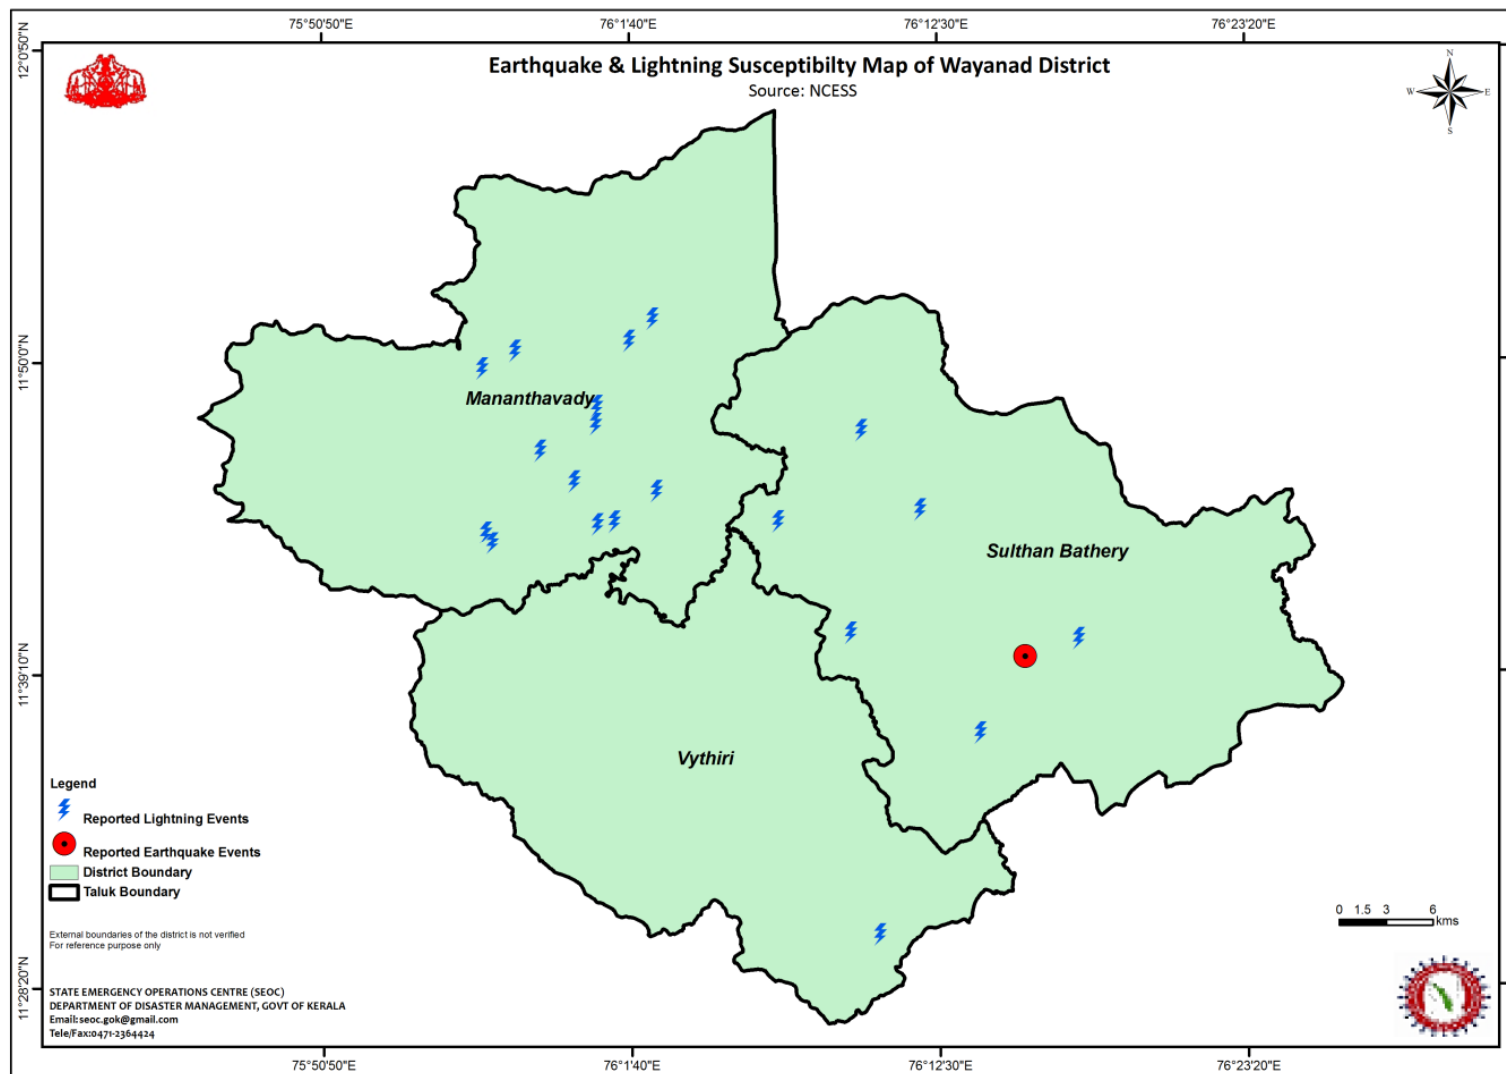 75°50'50"E 76°1'40"E 76°12'30"E 76°23'20"E
12°0'50"N
Earthquake & Lightning Susceptibilty Map of Wayanad District
Source: NCESS
N
W E
S
11°50'0"N
Mananthavady
Sulthan Bathery
11°39'10"N
Vythiri
Legend
Reported Lightning Events
Reported Earthquake Events
District Boundary
Taluk Boundary
0 1.5 3 6
kms
External boundaries of the district is not verified
For reference purpose only
11°28'20"N
STATE EMERGENCY OPERATIONS CENTRE (SEOC)
DEPARTMENT OF DISASTER MANAGEMENT, GOVT OF KERALA
Email:seoc.gok@gmail.com
Tele/Fax:0471-2364424
75°50'50"E 76°1'40"E 76°12'30"E 76°23'20"E